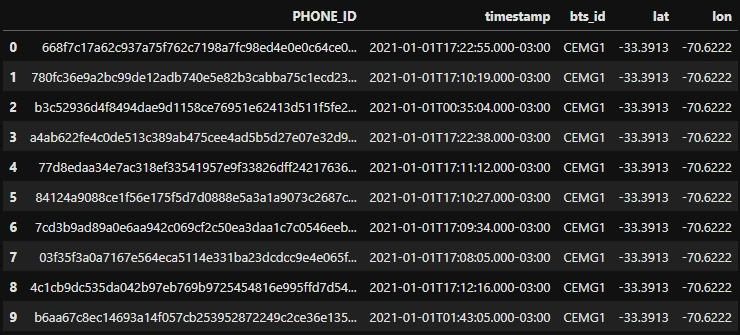 PHONE_ID timestamp bts_id lat lon
0 668f7c17a62c937a75f762c7198a7fc98ed4e0e0c64ce0... 2021-01-01T17:22:55.000-03:00 CEMG1 -33.3913 -70.6222
1 780fc36e9a2bc99de12adb740e5e82b3cabba75c1ecd23... 2021-01-01T17:10:19.000-03:00 CEMG1 -33.3913 -70.6222
2 b3c52936d4f8494dae9d1158ce76951e62413d511f5fe2... 2021-01-01T00:35:04.000-03:00 CEMG1 -33.3913 -70.6222
3 a4ab622fe4c0de513c389ab475cee4ad5b5d27e07e32d9... 2021-01-01T17:22:38.000-03:00 CEMG1 -33.3913 -70.6222
4 77d8edaa34e7ac318ef33541957e9f33826dff24217636... 2021-01-01T17:11:12.000-03:00 CEMG1 -33.3913 -70.6222
5 84124a9088ce1f56e175f5d7d0888e5a3a1a9073c2687c... 2021-01-01T17:10:27.000-03:00 CEMG1 -33.3913 -70.6222
6 7cd3b9ad89a0e6aa942c069cf2c50ea3daa1c7c0546eeb... 2021-01-01T17:09:34.000-03:00 CEMG1 -33.3913 -70.6222
7 03f35f3a0a7167e564eca5114e331ba23dcdcc9e4e065f... 2021-01-01T17:08:05.000-03:00 CEMG1 -33.3913 -70.6222
8 4c1cb9dc535da042b97eb769b9725454816e995ffd7d54... 2021-01-01T17:12:16.000-03:00 CEMG1 -33.3913 -70.6222
9 b6aa67c8ec14693a14f057cb253952872249c2ce36e135... 2021-01-01T01:43:05.000-03:00 CEMG1 -33.3913 -70.6222